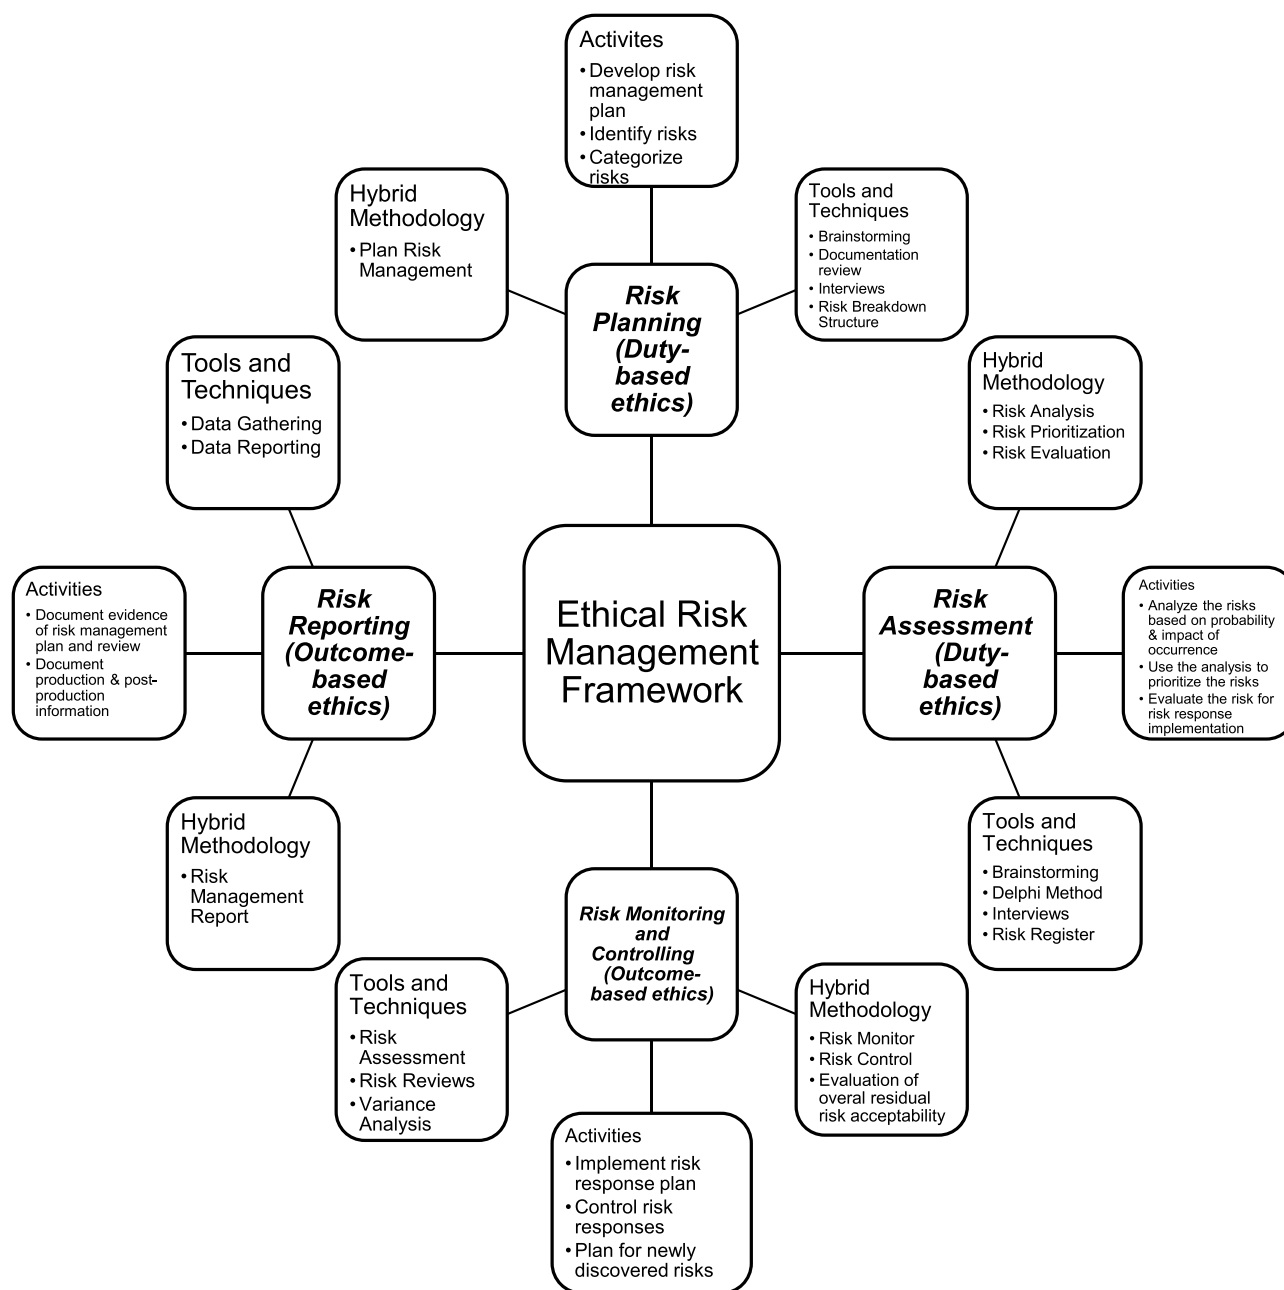 Activites
• Develop risk
management
plan
• Identify risks
• Categorize
risks
Hybrid
Methodology
• Plan Risk
Management
Tools and
Techniques
• Brainstorming
• Documentation
review
• Interviews
• Risk Breakdown
Structure
Risk
Planning
(Duty-
based
ethics)
Tools and
Techniques
• Data Gathering
• Data Reporting
Hybrid
Methodology
• Risk Analysis
• Risk Prioritization
• Risk Evaluation
Activities
• Document evidence
of risk management
plan and review
• Document
production & post-
production
information
Risk
Reporting
(Outcome-
based
ethics)
Ethical Risk
Management
Framework
Risk
Assessment
(Duty-
based
ethics)
Activities
• Analyze the risks
based on probability
& impact of
occurrence
• Use the analysis to
prioritize the risks
• Evaluate the risk for
risk response
implementation
Hybrid
Methodology
• Risk
Management
Report
Tools and
Techniques
• Brainstorming
• Delphi Method
• Interviews
• Risk Register
Risk Monitoring
and
Controlling
(Outcome-
based ethics)
Tools and
Techniques
• Risk
Assessment
• Risk Reviews
• Variance
Analysis
Hybrid
Methodology
• Risk Monitor
• Risk Control
• Evaluation of
overal residual
risk acceptability
Activities
• Implement risk
response plan
• Control risk
responses
• Plan for newly
discovered risks